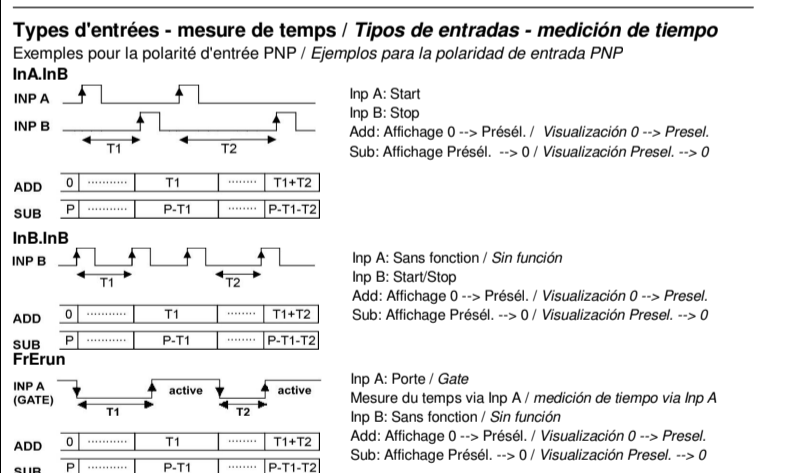 Types d'entrées - mesure de temps / Tipos de entradas - medición de tiempo
Exemples pour la polarité d'entrée PNP / Ejemplos para la polaridad de entrada PNP
InA.InB
INP A
INP B
T1 T2
Inp A: Start
Inp B: Stop
Add: Affichage 0 --> Présél. / Visualización 0 --> Presel.
Sub: Affichage Présél. --> 0 / Visualización Presel. --> 0
ADD 0 ........... T1 ........ T1+T2
SUB P ........... P-T1 ........ P-T1-T2
InB.InB
INP B
T1 T2
Inp A: Sans fonction / Sin función
Inp B: Start/Stop
Add: Affichage 0 --> Présél. / Visualización 0 --> Presel.
Sub: Affichage Présél. --> 0 / Visualización Presel. --> 0
ADD 0 ........... T1 ........ T1+T2
SUB P ........... P-T1 ........ P-T1-T2
FrErun
INP A
(GATE)
active active
T1 T2
Inp A: Porte / Gate
Mesure du temps via Inp A / medición de tiempo via Inp A
Inp B: Sans fonction / Sin función
Add: Affichage 0 --> Présél. / Visualización 0 --> Presel.
Sub: Affichage Présél. --> 0 / Visualización Presel. --> 0
ADD 0 ........... T1 ........ T1+T2
SUB P ........... P-T1 ........ P-T1-T2